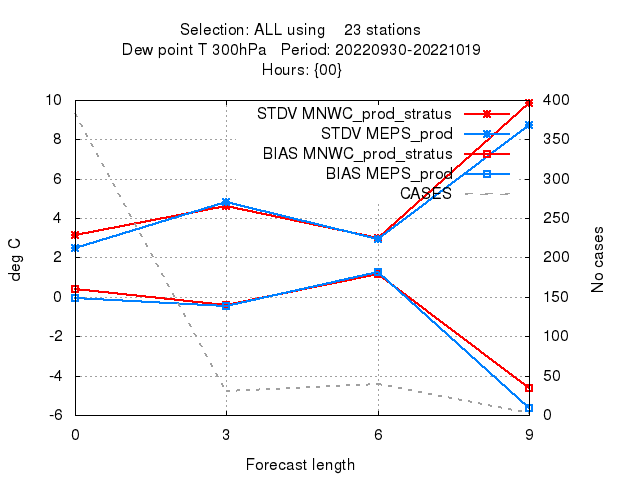 Selection: ALL using    23 stations
Dew point T 300hPa   Period: 20220930-20221019
Hours: {00}
STDV MNWC_prod_stratus
STDV MEPS_prod
BIAS MNWC_prod_stratus
BIAS MEPS_prod
CASES
10
8
6
4
2
0
-2
-4
-6
deg C
400
350
300
250
200
150
100
50
0
No cases
0 3 6 9
Forecast length